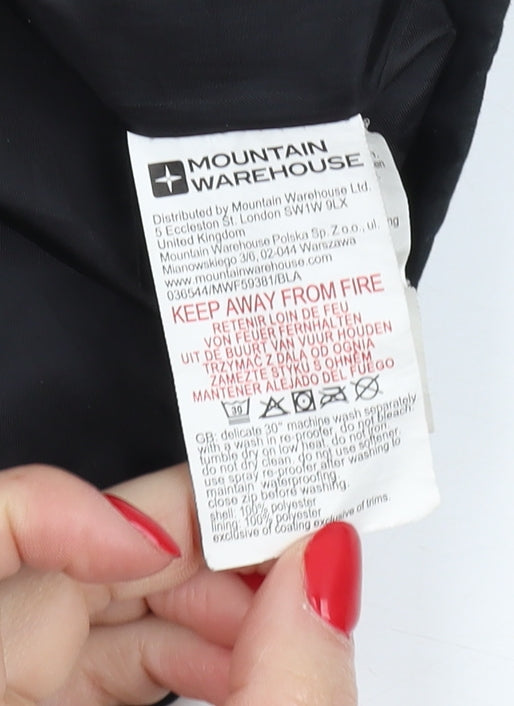 MOUNTAIN
WAREHOUSE
Distributed by Mountain Warehouse Ltd.
5 Eccleston St. London SW1W 9LX
United Kingdom
Mountain Warehouse Polska Sp. Z o.o., ul.
Mianowskiego 3/6, 02-044 Warszawa
www.mountainwarehouse.com
036544/MWF59381/BLA
KEEP AWAY FROM FIRE
RETENIR LOIN DE FEU
VON FEUER FERNHALTEN
UIT DE BUURT VAN VUUR HOUDEN
TRZYMAĆ Z DALA OD OGNIA
ZAMEZTE STYKU S OHNĚM
MANTENER ALEJADO DEL FUEGO
30
GB: delicate 30° machine wash separately
with a wash in re-proofer, do not bleach.
tumble dry on low heat, do not iron.
do not dry clean. do not use softener.
use spray re-proofer after washing to
maintain waterproofing.
close zip before washing.
shell: 100% polyester
lining: 100% polyester
exclusive of coating exclusive of trims.